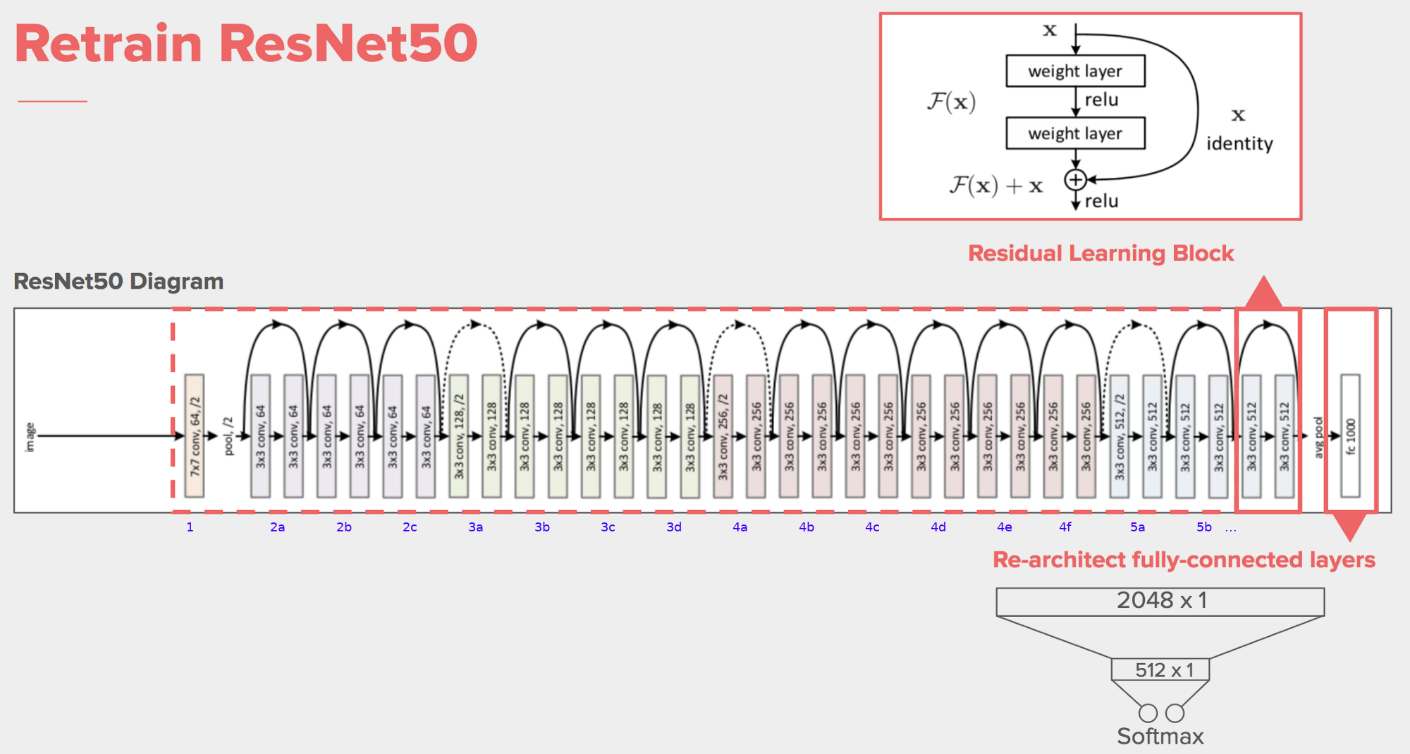 Retrain ResNet50
x
weight layer
F(x)
relu
x
weight layer
identity
F(x) + x
relu
Residual Learning Block
ResNet50 Diagram
image
7x7 conv, 64, /2
pool, /2
3x3 conv, 64
3x3 conv, 64
3x3 conv, 64
3x3 conv, 64
3x3 conv, 64
3x3 conv, 64
3x3 conv, 128, /2
3x3 conv, 128
3x3 conv, 128
3x3 conv, 128
3x3 conv, 128
3x3 conv, 128
3x3 conv, 128
3x3 conv, 128
3x3 conv, 256, /2
3x3 conv, 256
3x3 conv, 256
3x3 conv, 256
3x3 conv, 256
3x3 conv, 256
3x3 conv, 256
3x3 conv, 256
3x3 conv, 256
3x3 conv, 256
3x3 conv, 256
3x3 conv, 256
3x3 conv, 512, /2
3x3 conv, 512
3x3 conv, 512
3x3 conv, 512
3x3 conv, 512
3x3 conv, 512
avg pool
fc 1000
1 2a 2b 2c 3a 3b 3c 3d 4a 4b 4c 4d 4e 4f 5a 5b ...
Re-architect fully-connected layers
2048 x 1
512 x 1
Softmax